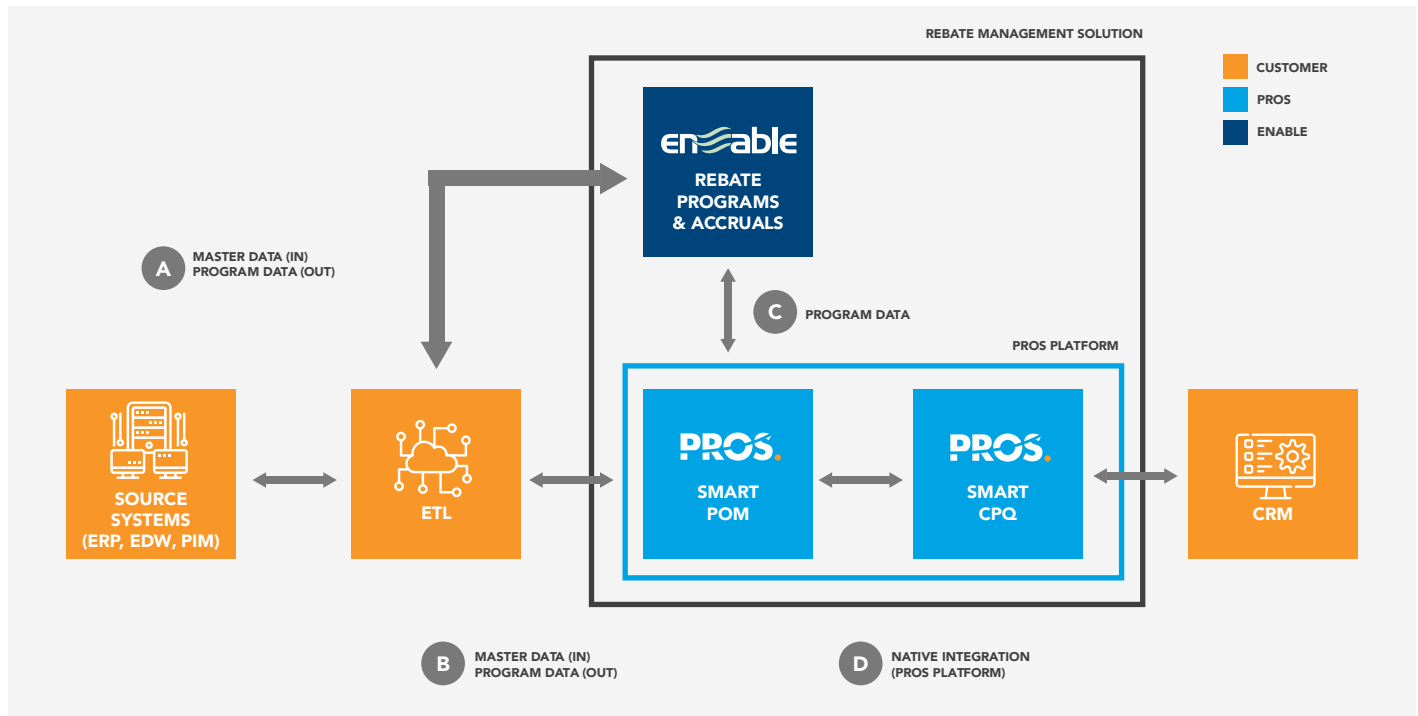 REBATE MANAGEMENT SOLUTION
CUSTOMER
PROS
ENABLE
enable
REBATE
PROGRAMS
& ACCRUALS
A
MASTER DATA (IN)
PROGRAM DATA (OUT)
C
PROGRAM DATA
PROS PLATFORM
SOURCE
SYSTEMS
(ERP, EDW, PIM)
ETL
PROS.
SMART
POM
PROS.
SMART
CPQ
CRM
B
MASTER DATA (IN)
PROGRAM DATA (OUT)
D
NATIVE INTEGRATION
(PROS PLATFORM)